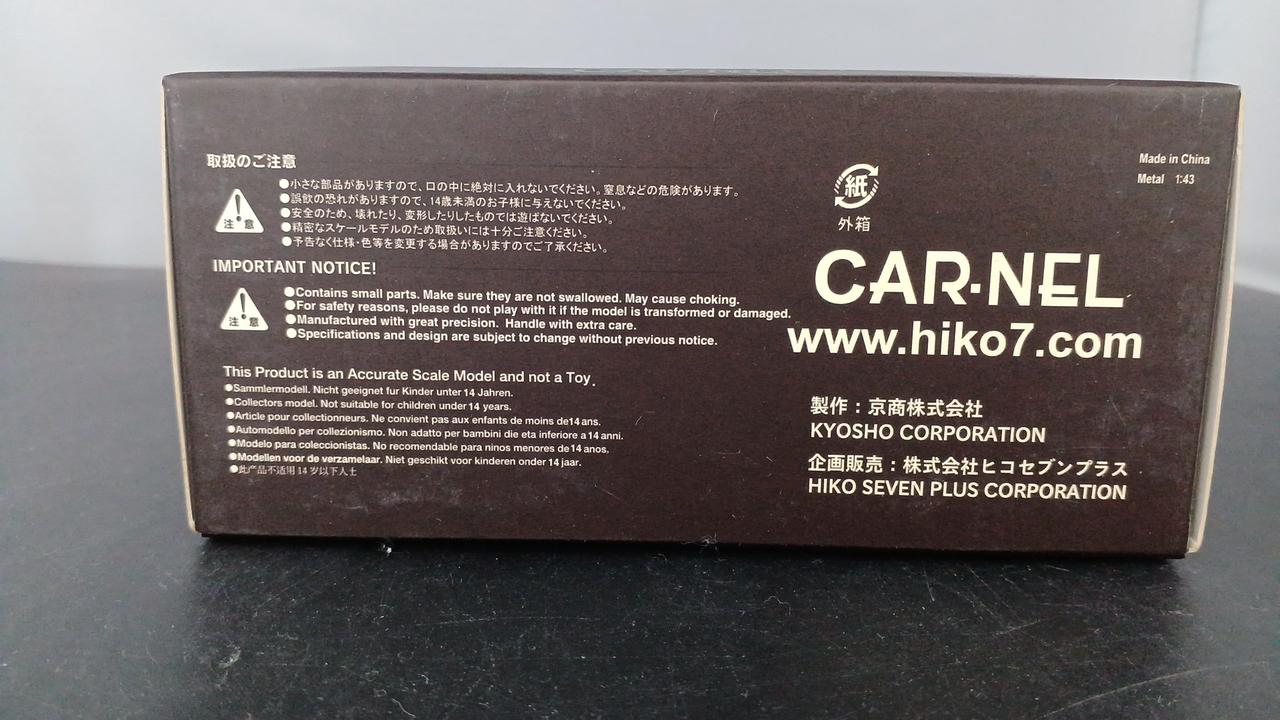 取扱のご注意
●小さな部品がありますので、口の中に絶対に入れないでください。窒息などの危険があります。
●誤飲の恐れがありますので、14歳未満のお子様に与えないでください。
●安全のため、壊れたり、変形したりしたものでは遊ばないでください。
●精密なスケールモデルのため取扱いには十分ご注意ください。
●予告なく仕様・色等を変更する場合がありますのでご了承ください。
注意
IMPORTANT NOTICE!
●Contains small parts. Make sure they are not swallowed. May cause choking.
●For safety reasons, please do not play with it if the model is transformed or damaged.
●Manufactured with great precision. Handle with extra care.
●Specifications and design are subject to change without previous notice.
注意
This Product is an Accurate Scale Model and not a Toy.
●Sammlermodell. Nicht geeignet fur Kinder unter 14 Jahren.
●Collectors model. Not suitable for children under 14 years.
●Article pour collectionneurs. Ne convient pas aux enfants de moins de14 ans.
●Automodello per collezionismo. Non adatto per bambini die eta inferiore a 14 anni.
●Modelo para coleccionistas. No recomendable para ninos menores de14 anos.
●Modellen voor de verzamelaar. Niet geschikt voor kinderen onder 14 jaar.
●此产品不适用 14 岁以下人士
Made in China
Metal 1:43
紙
外箱
CAR·NEL
www.hiko7.com
製作：京商株式会社
KYOSHO CORPORATION
企画販売：株式会社ヒコセブンプラス
HIKO SEVEN PLUS CORPORATION